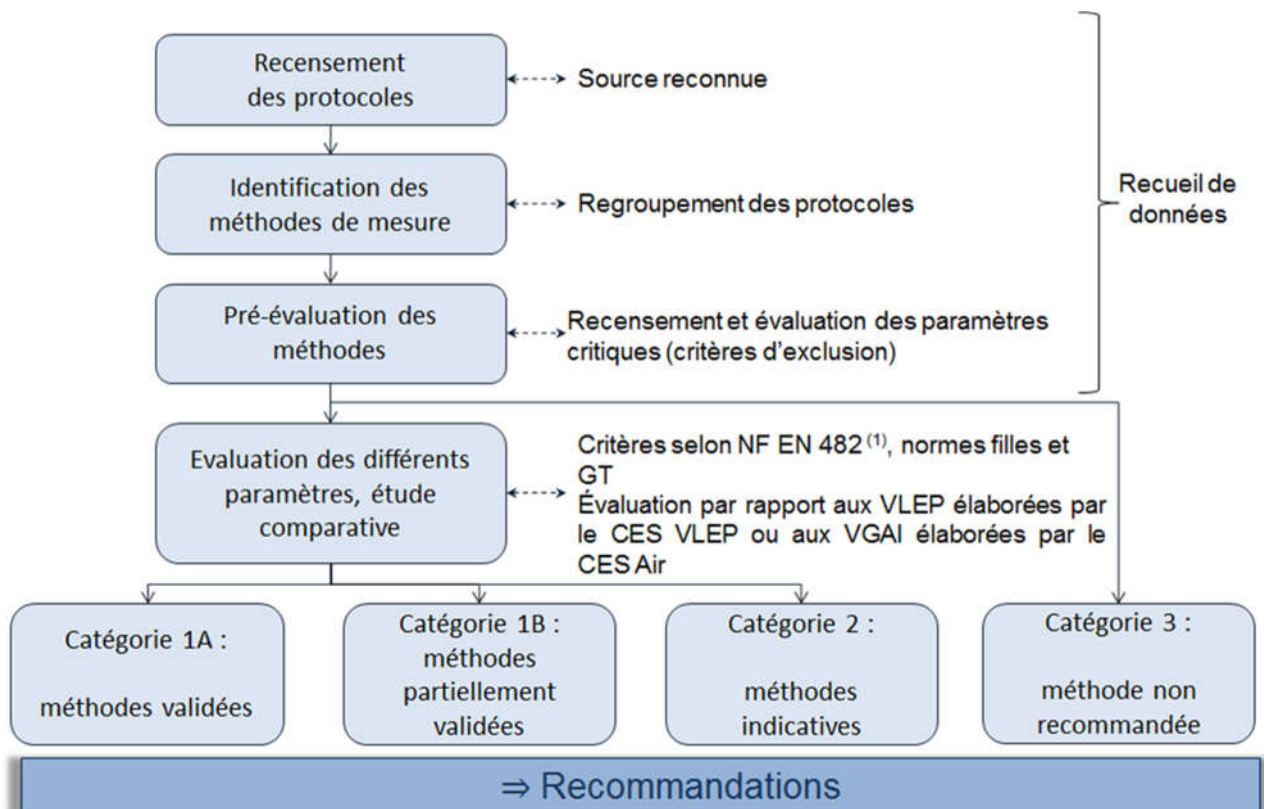 Recensement
des protocoles
Source reconnue
Identification des
méthodes de mesure
Regroupement des protocoles
Recueil de
données
Pré-évaluation des
méthodes
Recensement et évaluation des paramètres
critiques (critères d'exclusion)
Evaluation des différents
paramètres, étude
comparative
Critères selon NF EN 482 (1), normes filles et
GT
Évaluation par rapport aux VLEP élaborées par
le CES VLEP ou aux VGAI élaborées par le
CES Air
Catégorie 1A :
méthodes validées
Catégorie 1B :
méthodes
partiellement
validées
Catégorie 2 :
méthodes
indicatives
Catégorie 3 :
méthode non
recommandée
⇒ Recommandations